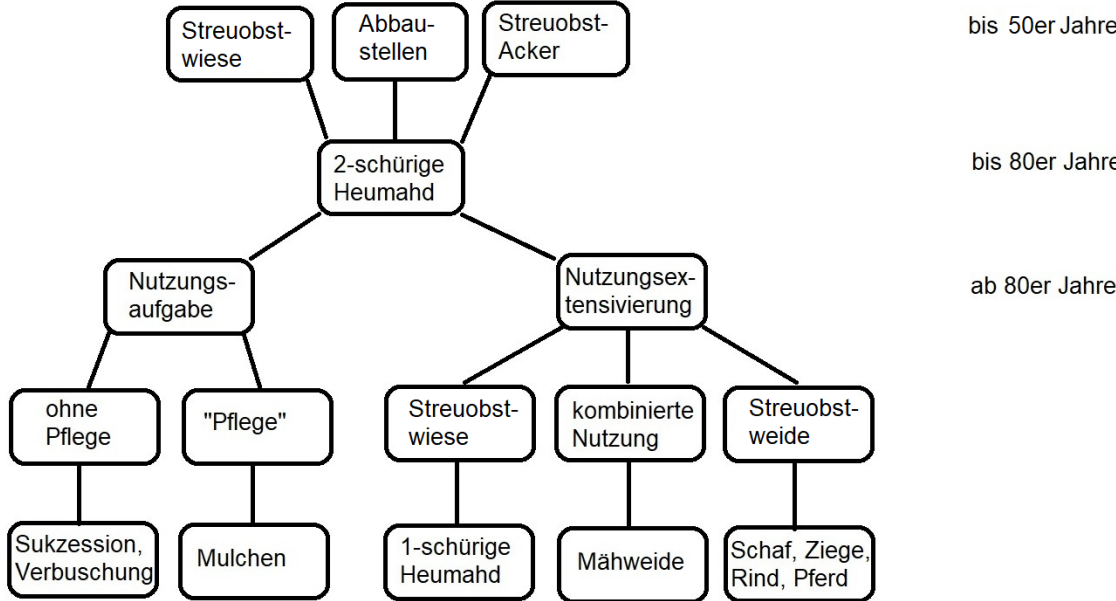 Streuobst-
wiese
Abbau-
stellen
Streuobst-
Acker
bis 50er Jahre
2-schürige
Heumahd
bis 80er Jahre
Nutzungs-
aufgabe
Nutzungsex-
tensivierung
ab 80er Jahre
ohne
Pflege
"Pflege"
Streuobst-
wiese
kombinierte
Nutzung
Streuobst-
weide
Sukzession,
Verbuschung
Mulchen
1-schürige
Heumahd
Mähweide
Schaf, Ziege,
Rind, Pferd